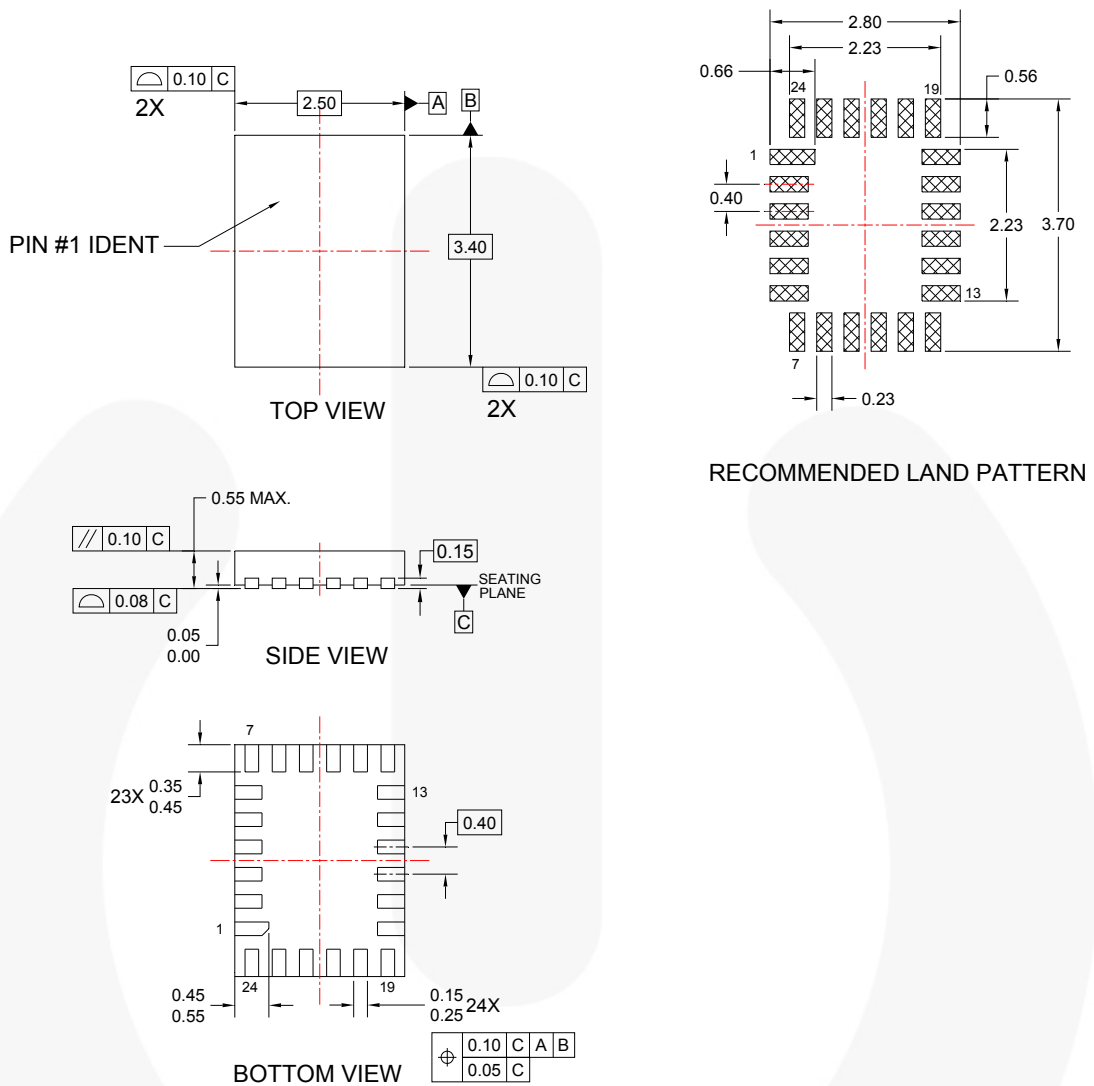 0.10 C
2X
2.50
A
B
PIN #1 IDENT
3.40
0.10 C
2X
TOP VIEW
2.80
2.23
0.66
0.56
24
19
1
0.40
2.23
3.70
13
7
0.23
RECOMMENDED LAND PATTERN
0.55 MAX.
// 0.10 C
0.15
SEATING
PLANE
0.08 C
C
0.05
0.00
SIDE VIEW
7
23X 0.35
0.45
13
0.40
1
24
19
0.45
0.55
0.15
0.25 24X
0.10 C A B
0.05 C
BOTTOM VIEW